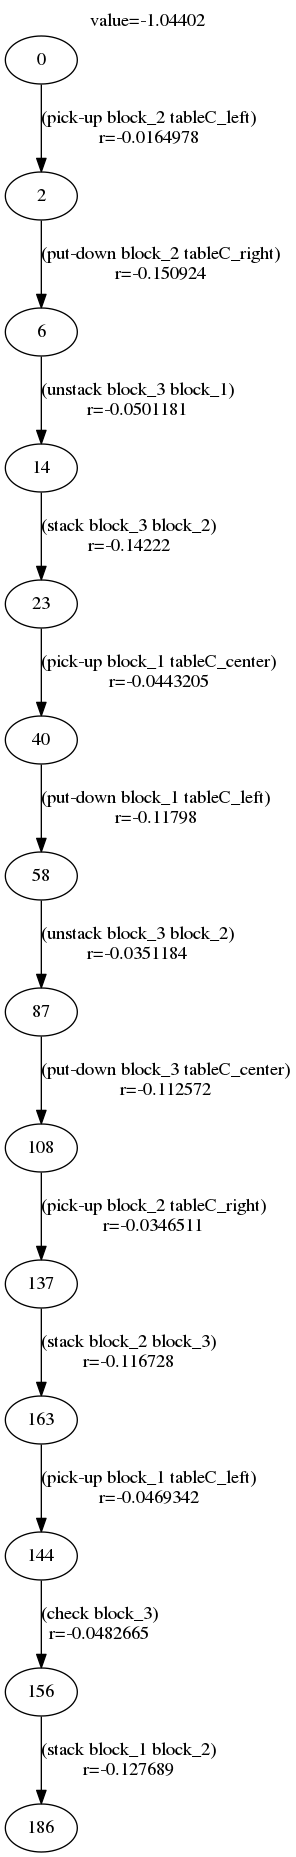 value=-1.04402
0
(pick-up block_2 tableC_left)
r=-0.0164978
2
(put-down block_2 tableC_right)
r=-0.150924
6
(unstack block_3 block_1)
r=-0.0501181
14
(stack block_3 block_2)
r=-0.14222
23
(pick-up block_1 tableC_center)
r=-0.0443205
40
(put-down block_1 tableC_left)
r=-0.11798
58
(unstack block_3 block_2)
r=-0.0351184
87
(put-down block_3 tableC_center)
r=-0.112572
108
(pick-up block_2 tableC_right)
r=-0.0346511
137
(stack block_2 block_3)
r=-0.116728
163
(pick-up block_1 tableC_left)
r=-0.0469342
144
(check block_3)
r=-0.0482665
156
(stack block_1 block_2)
r=-0.127689
186